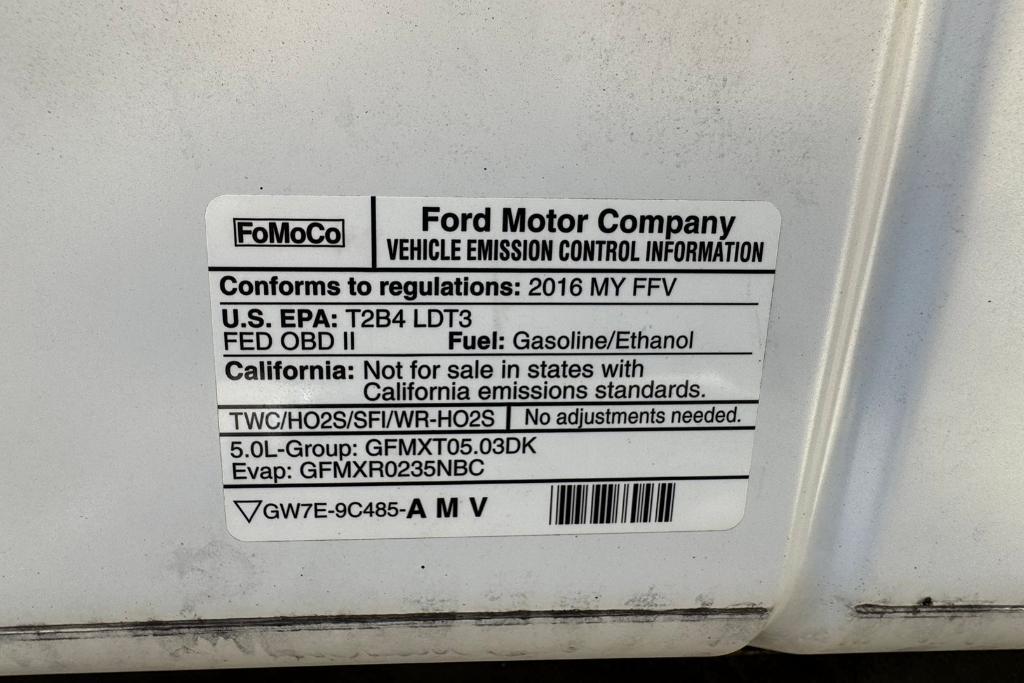 FoMoCo
Ford Motor Company
VEHICLE EMISSION CONTROL INFORMATION
Conforms to regulations: 2016 MY FFV
U.S. EPA: T2B4 LDT3
FED OBD II Fuel: Gasoline/Ethanol
California: Not for sale in states with
California emissions standards.
TWC/HO2S/SFI/WR-HO2S No adjustments needed.
5.0L-Group: GFMXT05.03DK
Evap: GFMXR0235NBC
GW7E-9C485-A M V